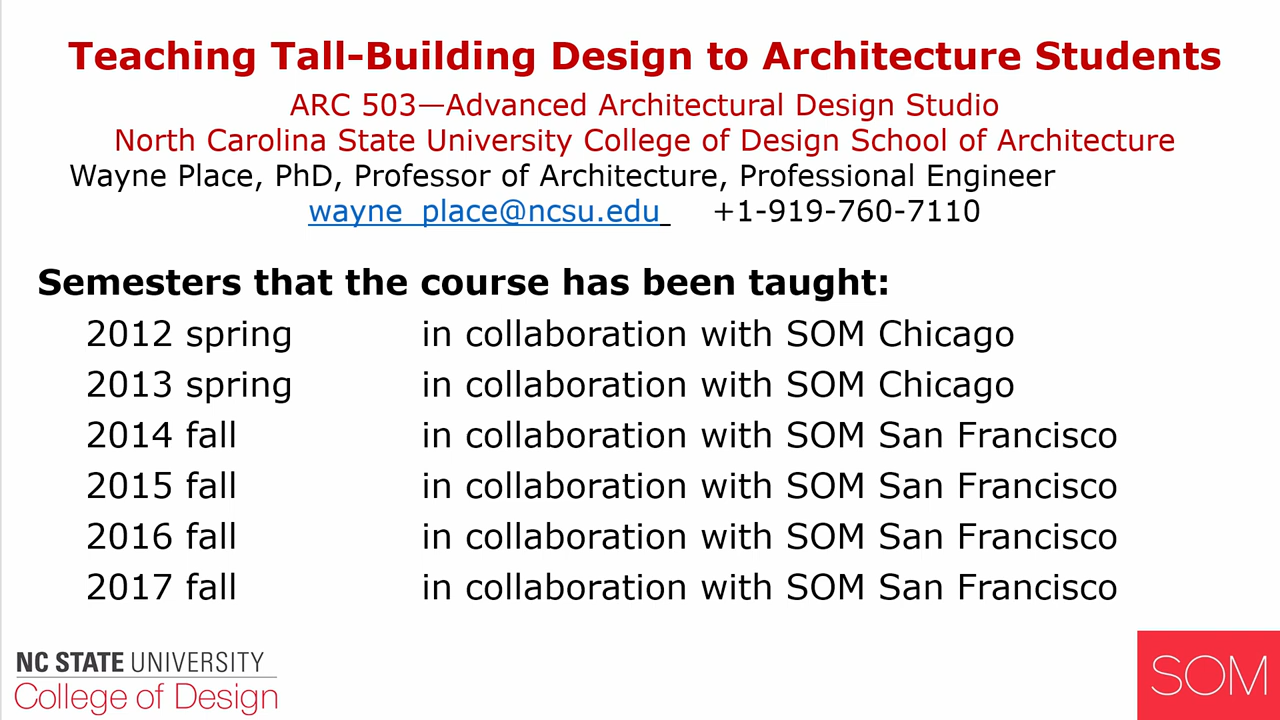 Teaching Tall-Building Design to Architecture Students
ARC 503—Advanced Architectural Design Studio
North Carolina State University College of Design School of Architecture
Wayne Place, PhD, Professor of Architecture, Professional Engineer
wayne_place@ncsu.edu +1-919-760-7110
Semesters that the course has been taught:
2012 spring in collaboration with SOM Chicago
2013 spring in collaboration with SOM Chicago
2014 fall in collaboration with SOM San Francisco
2015 fall in collaboration with SOM San Francisco
2016 fall in collaboration with SOM San Francisco
2017 fall in collaboration with SOM San Francisco
NC STATE UNIVERSITY
College of Design
SOM